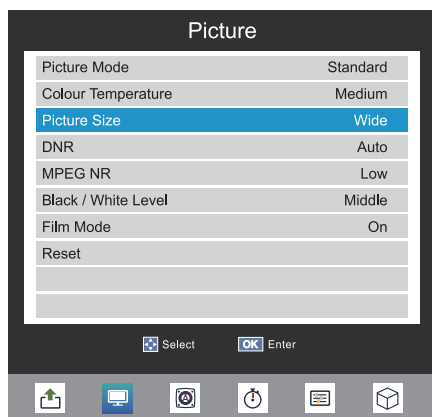 Picture
Picture Mode Standard
Colour Temperature Medium
Picture Size Wide
DNR Auto
MPEG NR Low
Black / White Level Middle
Film Mode On
Reset
Select OK Enter